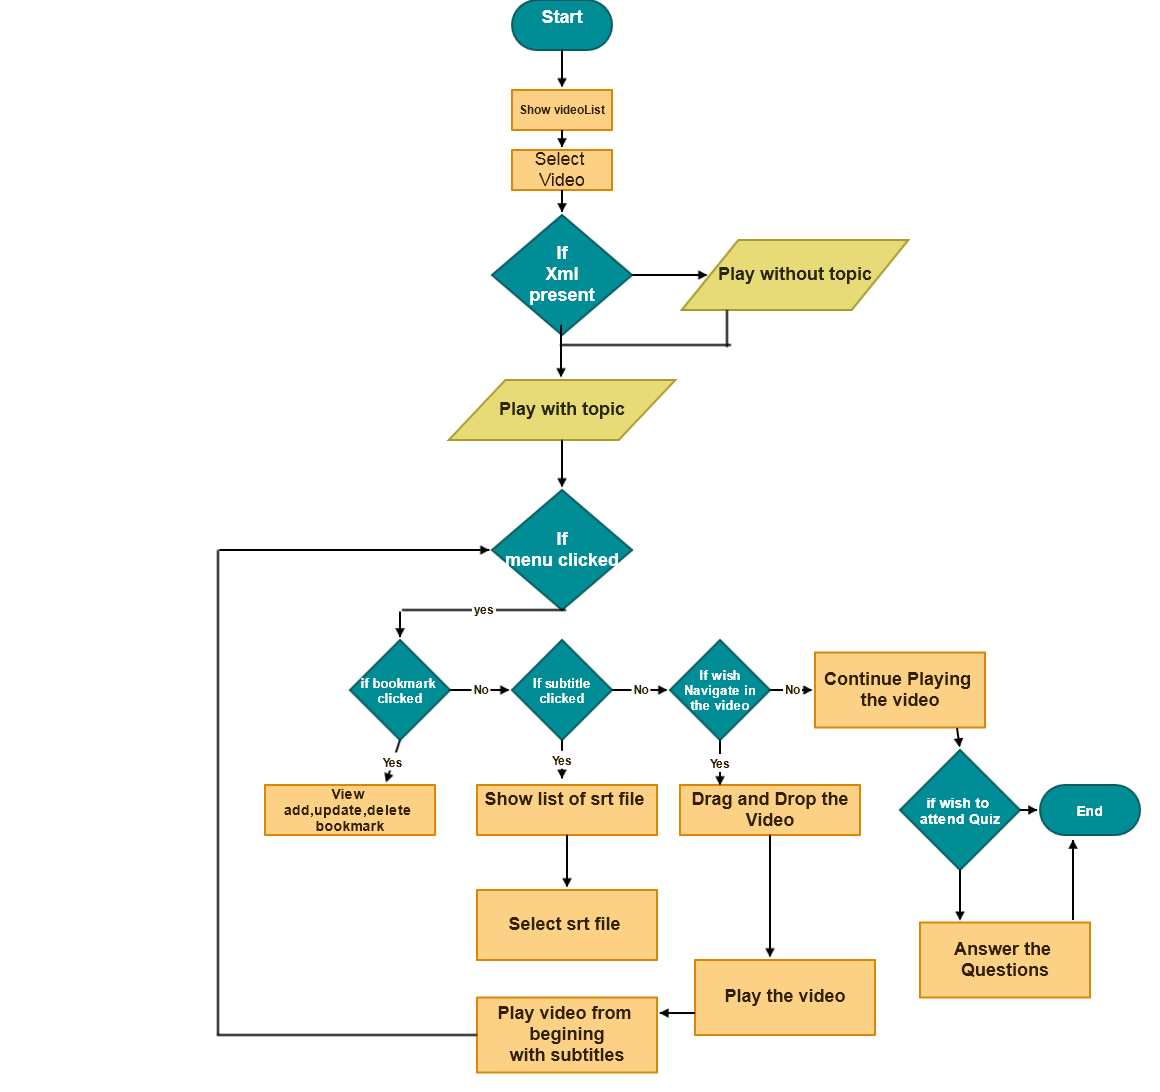 Start
Show videoList
Select
Video
If
Xml
present
Play without topic
Play with topic
If
menu clicked
yes
if bookmark
clicked
No
If subtitle
clicked
No
If wish
Navigate in
the video
No
Continue Playing
the video
Yes
Yes
Yes
View
add,update,delete
bookmark
Show list of srt file
Drag and Drop the
Video
if wish to
attend Quiz
End
Select srt file
Answer the
Questions
Play the video
Play video from
begining
with subtitles